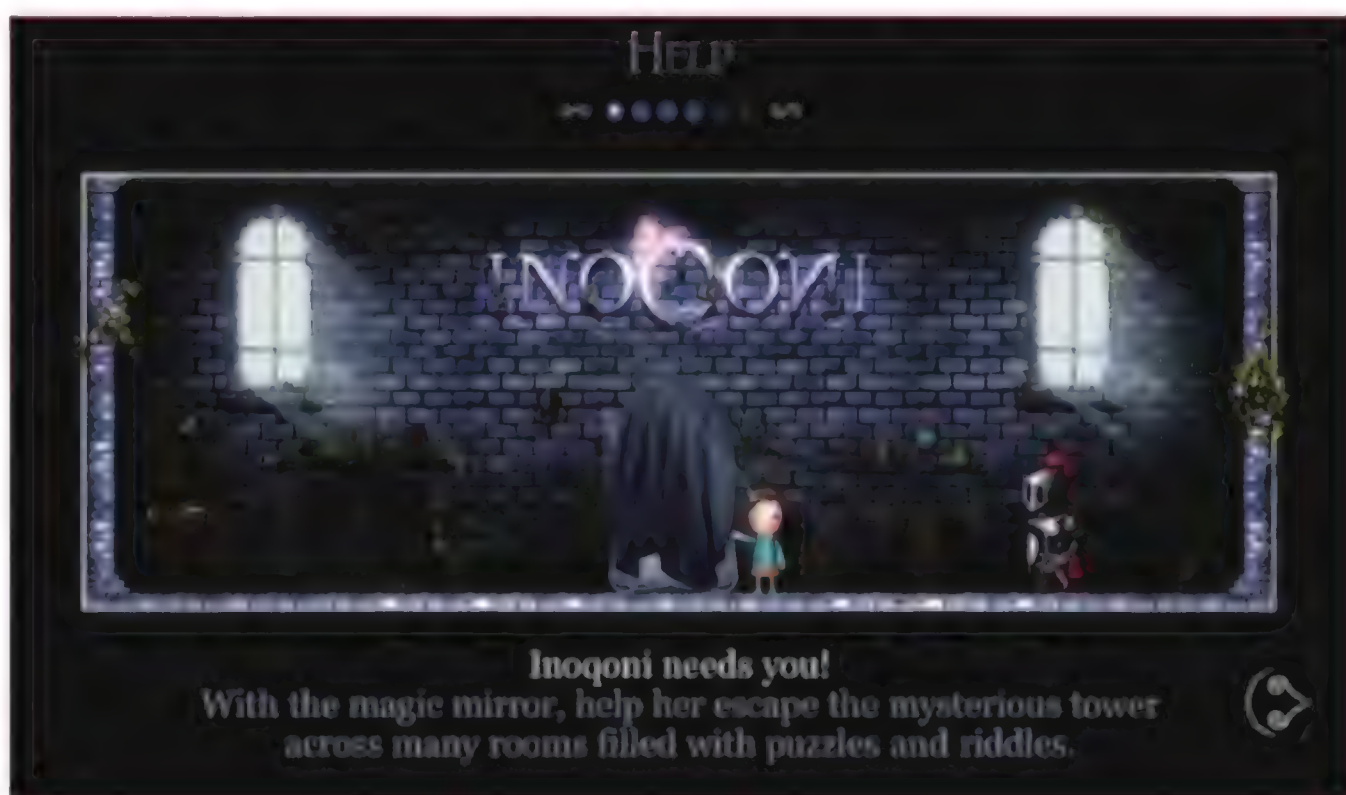 Help
INOQONI
Inoqoni needs you!
With the magic mirror, help her escape the mysterious tower
across many rooms filled with puzzles and riddles.